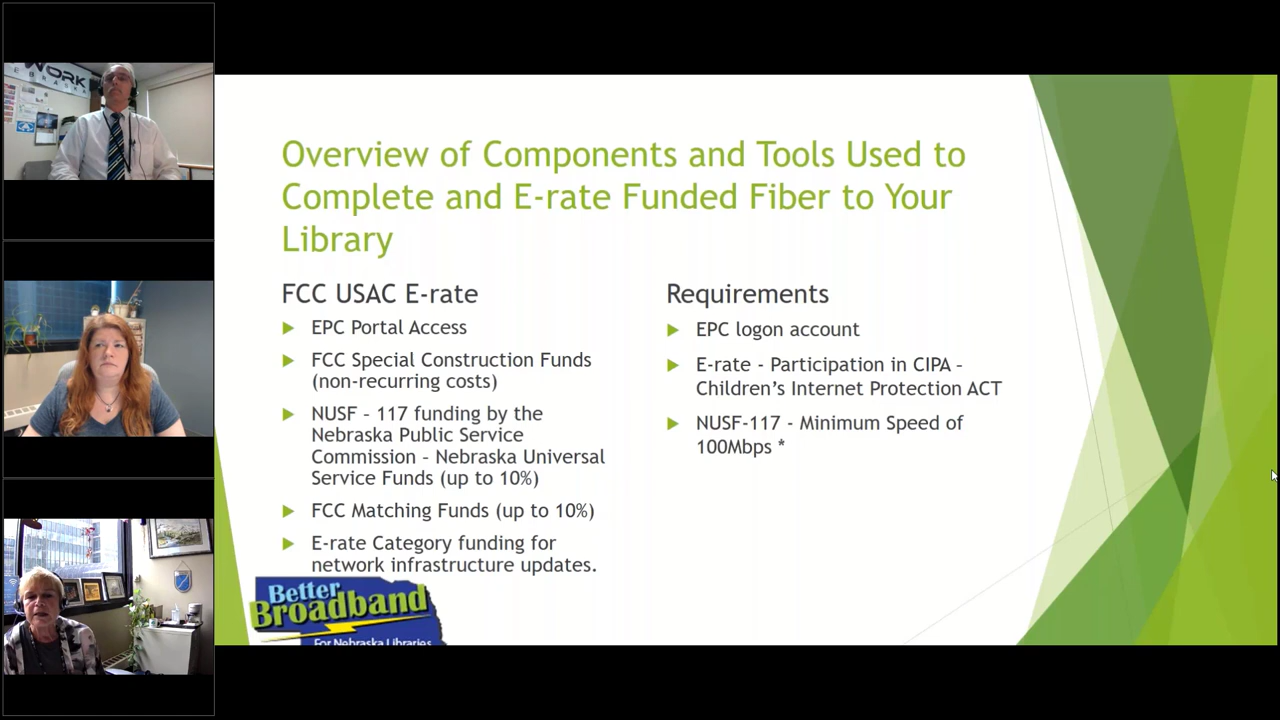 WORK
EBRASK
Overview of Components and Tools Used to
Complete and E-rate Funded Fiber to Your
Library
FCC USAC E-rate
EPC Portal Access
FCC Special Construction Funds
(non-recurring costs)
NUSF – 117 funding by the
Nebraska Public Service
Commission – Nebraska Universal
Service Funds (up to 10%)
FCC Matching Funds (up to 10%)
E-rate Category funding for
network infrastructure updates.
Requirements
EPC logon account
E-rate - Participation in CIPA –
Children's Internet Protection ACT
NUSF-117 - Minimum Speed of
100Mbps *
Better
Broadband
For Nebraska Libraries